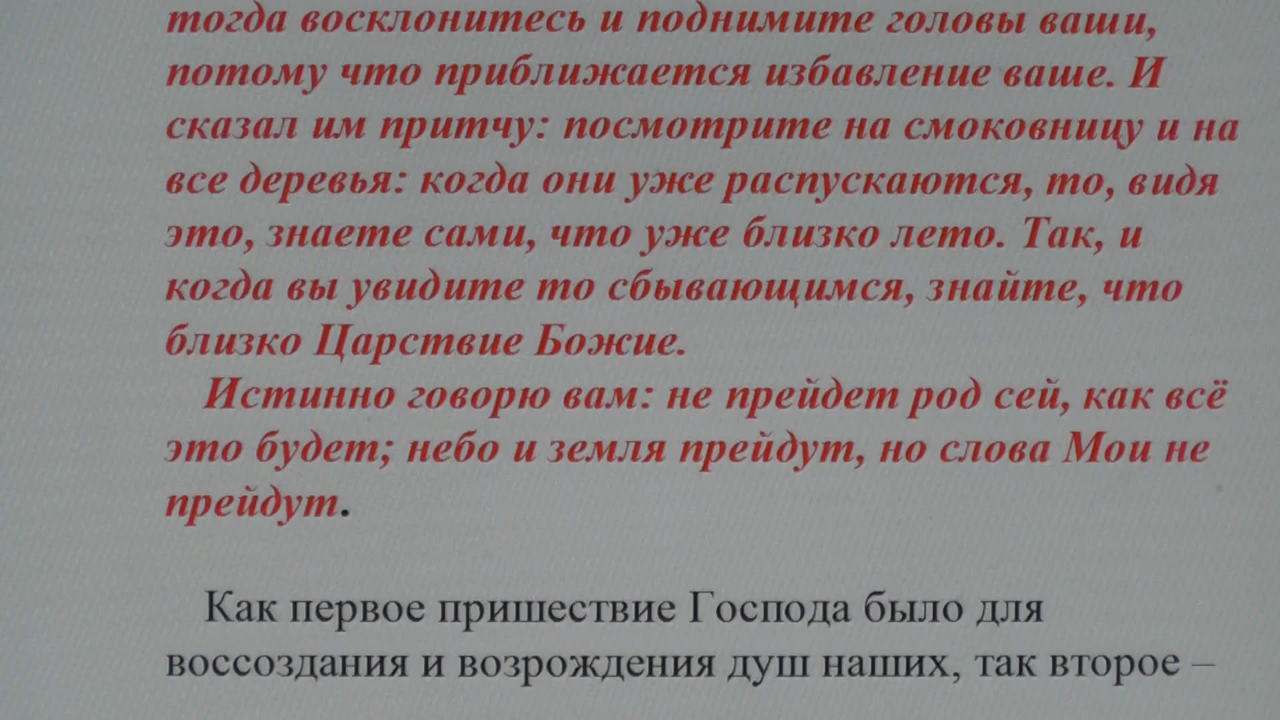 тогда восклонитесь и поднимите головы ваши,
потому что приближается избавление ваше. И
сказал им притчу: посмотрите на смоковницу и на
все деревья: когда они уже распускаются, то, видя
это, знаете сами, что уже близко лето. Так, и
когда вы увидите то сбывающимся, знайте, что
близко Царствие Божие.
Истинно говорю вам: не прейдет род сей, как всё
это будет; небо и земля прейдут, но слова Мои не
прейдут.
Как первое пришествие Господа было для
воссоздания и возрождения душ наших, так второе –